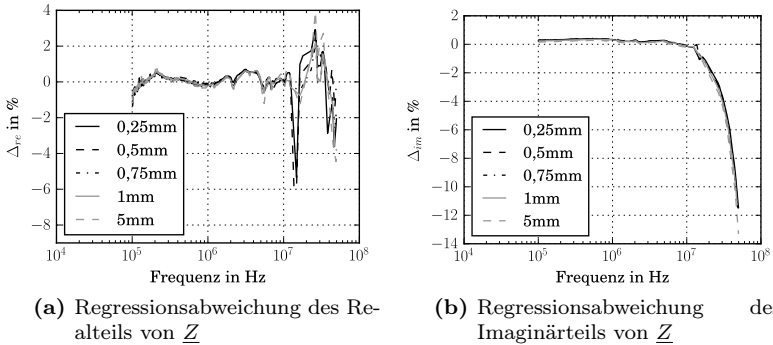 4
2
0
−2
−4
−6
−8
Δre in %
0,25mm
0,5mm
0,75mm
1mm
5mm
10^4
10^5
10^6
10^7
10^8
Frequenz in Hz
(a) Regressionsabweichung des Re-
alteils von Z
2
0
−2
−4
−6
−8
−10
−12
−14
Δim in %
0,25mm
0,5mm
0,75mm
1mm
5mm
10^4
10^5
10^6
10^7
10^8
Frequenz in Hz
(b) Regressionsabweichung de
Imaginärteils von Z